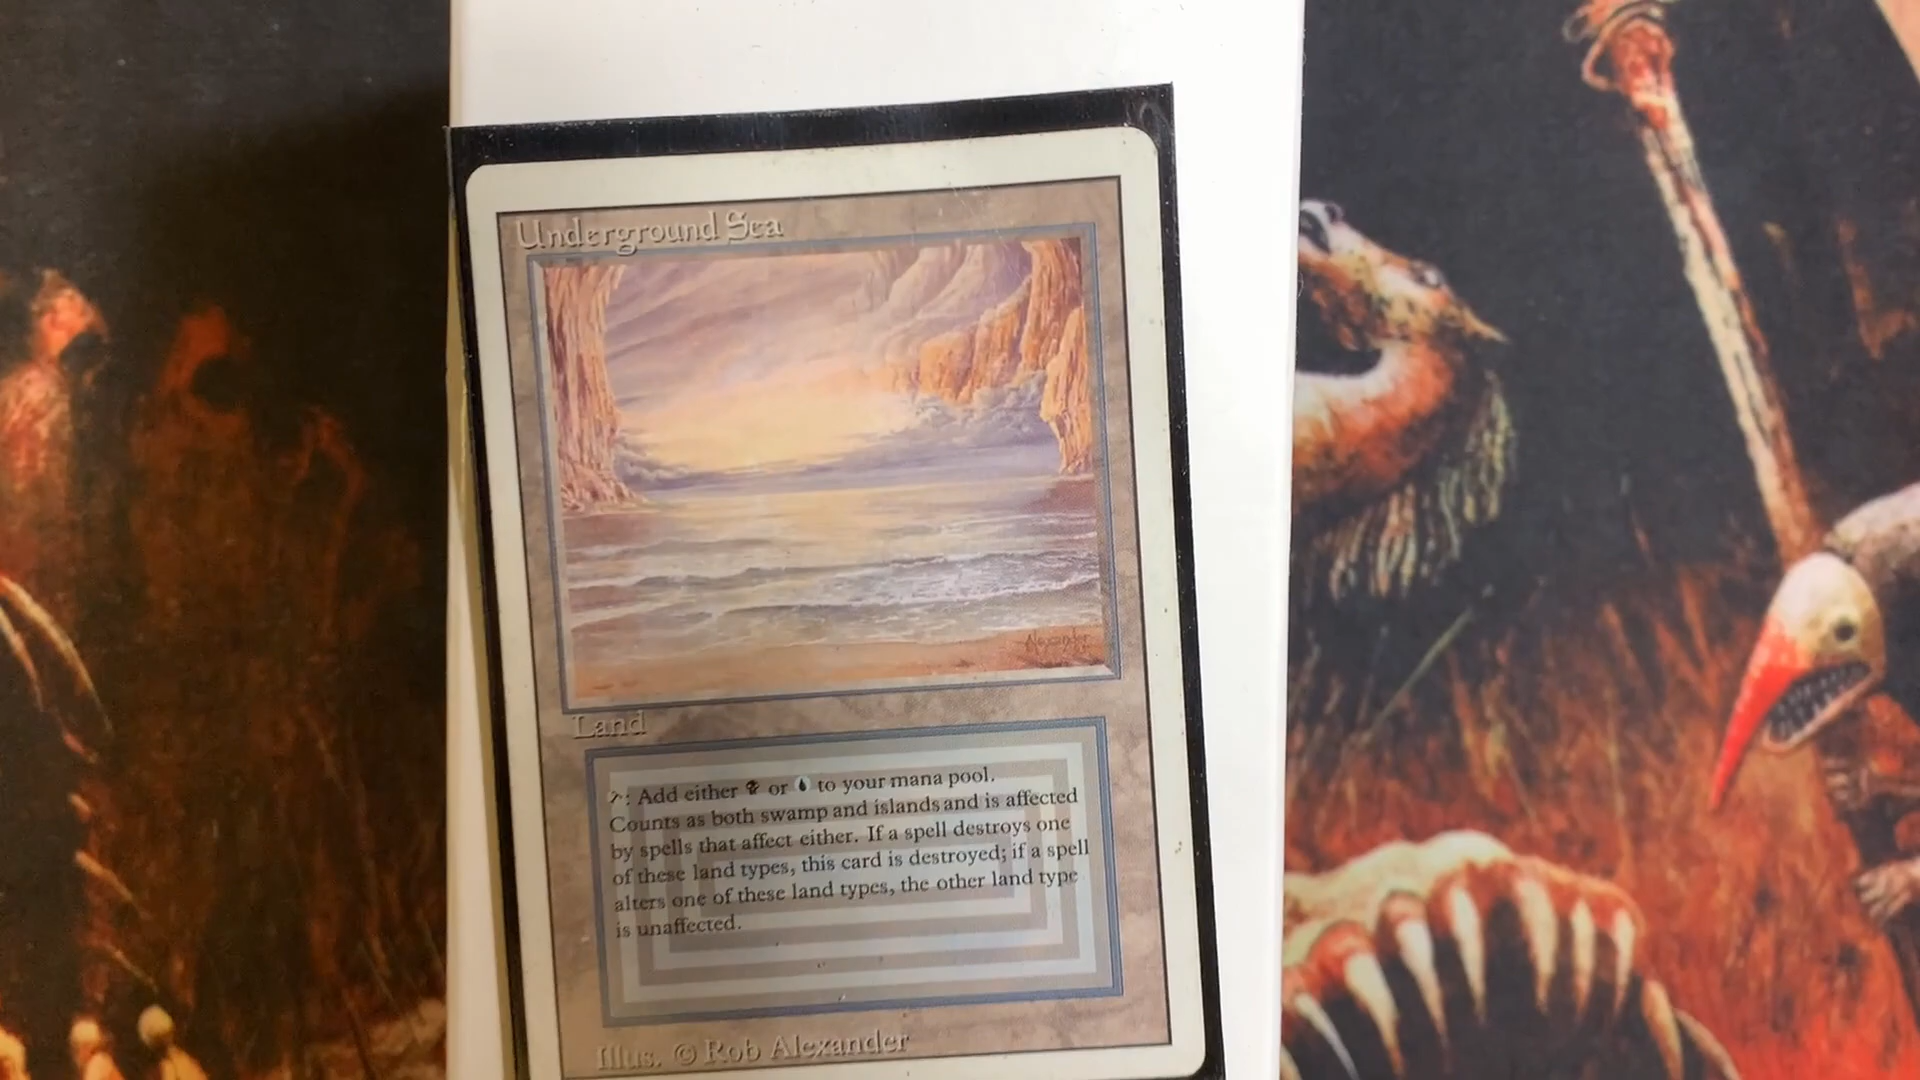 Underground Sea
Alexander
Land
: Add either or to your mana pool.
Counts as both swamp and islands and is affected
by spells that affect either. If a spell destroys one
of these land types, this card is destroyed; if a spell
alters one of these land types, the other land type
is unaffected.
Illus. © Rob Alexander